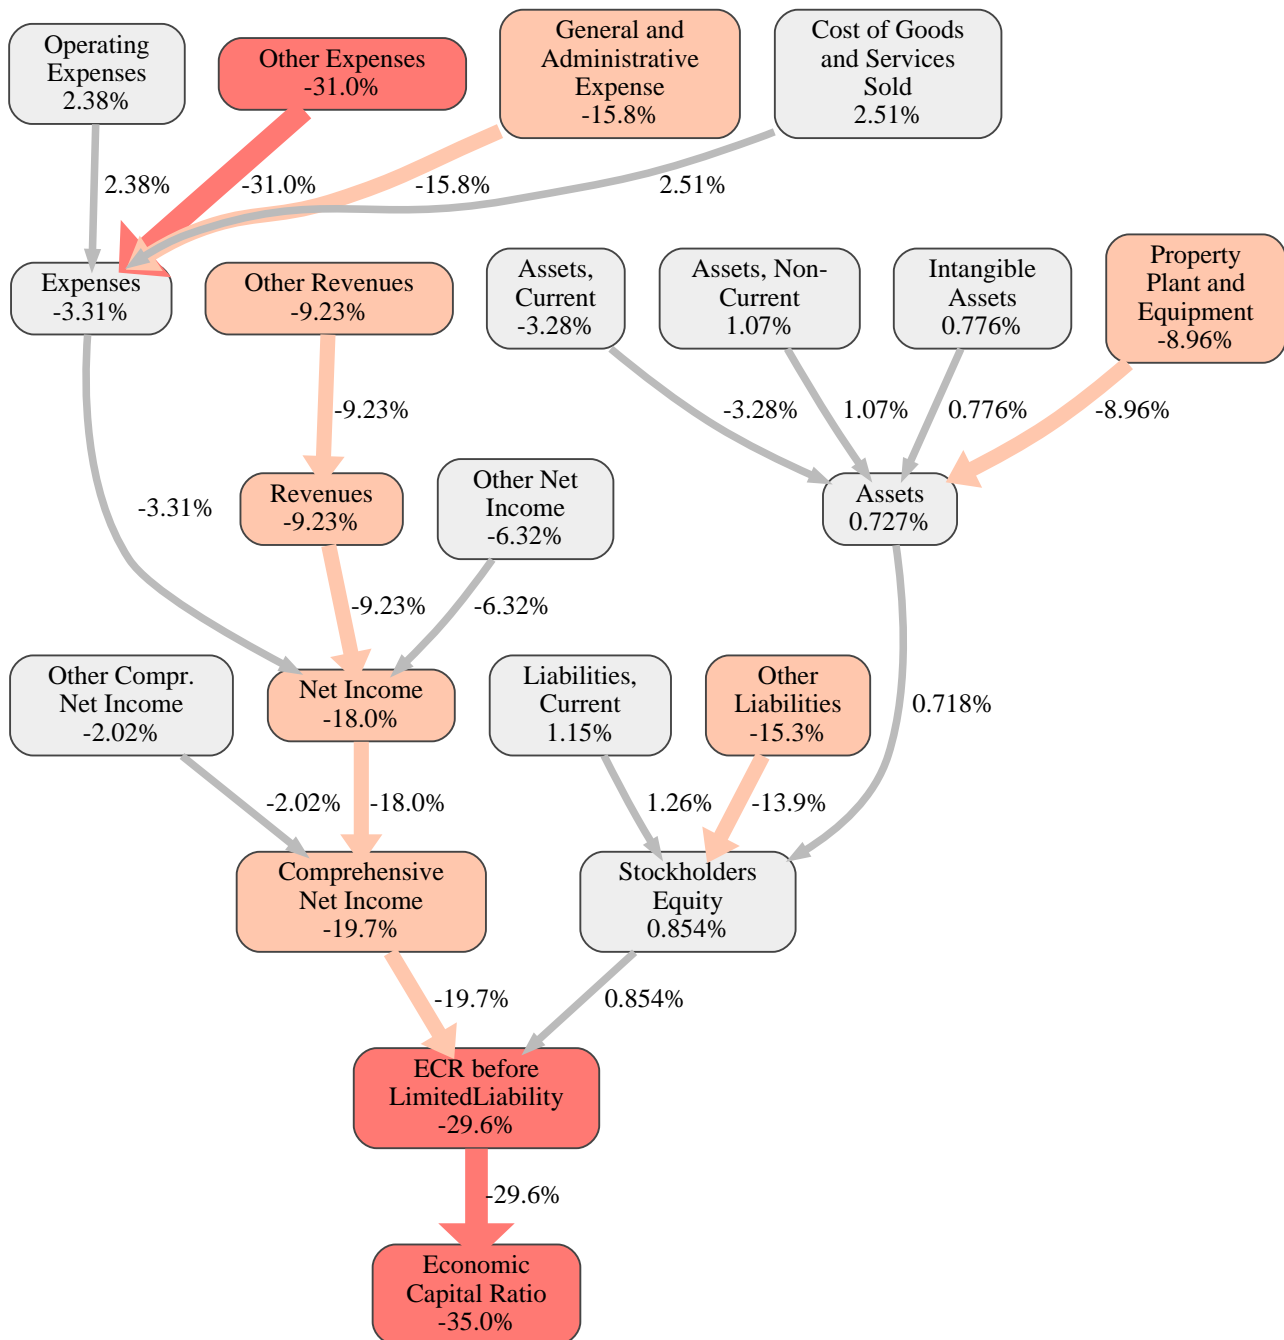 Operating
Expenses
2.38%
Other Expenses
-31.0%
General and
Administrative
Expense
-15.8%
Cost of Goods
and Services
Sold
2.51%
2.38%
-31.0%
-15.8%
2.51%
Expenses
-3.31%
Other Revenues
-9.23%
Assets,
Current
-3.28%
Assets, Non-
Current
1.07%
Intangible
Assets
0.776%
Property
Plant and
Equipment
-8.96%
-9.23%
-3.28%
1.07%
0.776%
-8.96%
-3.31%
Revenues
-9.23%
Other Net
Income
-6.32%
Assets
0.727%
-9.23%
-6.32%
Other Compr.
Net Income
-2.02%
Net Income
-18.0%
Liabilities,
Current
1.15%
Other
Liabilities
-15.3%
0.718%
-2.02%
-18.0%
1.26%
-13.9%
Comprehensive
Net Income
-19.7%
Stockholders
Equity
0.854%
-19.7%
0.854%
ECR before
LimitedLiability
-29.6%
-29.6%
Economic
Capital Ratio
-35.0%